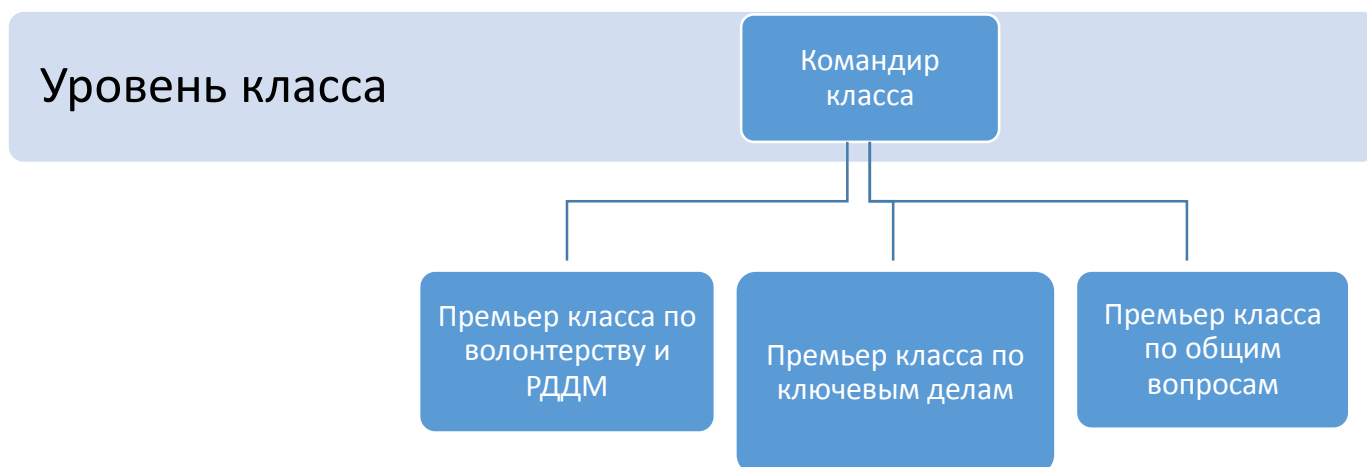 Уровень класса
Командир
класса
Премьер класса по
волонтерству и
РДДМ
Премьер класса по
ключевым делам
Премьер класса
по общим
вопросам